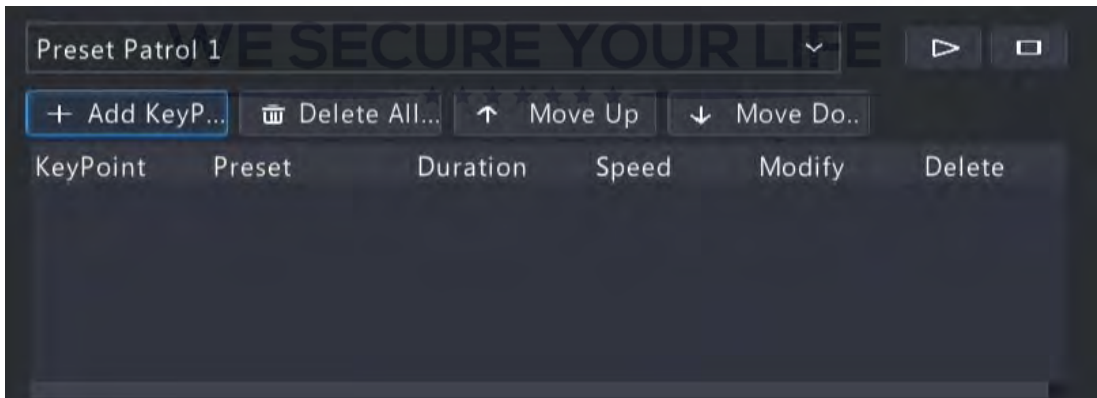 WE SECURE YOUR LIFE
Preset Patrol 1
+ Add KeyP... Delete All... ↑ Move Up ↓ Move Do..
KeyPoint Preset Duration Speed Modify Delete